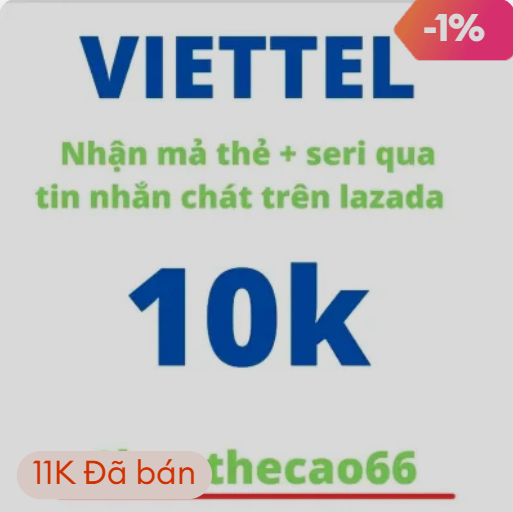 -1%
VIETTEL
Nhận mả thẻ + seri qua
tin nhắn chát trên lazada
10k
thecao66
11K Đã bán